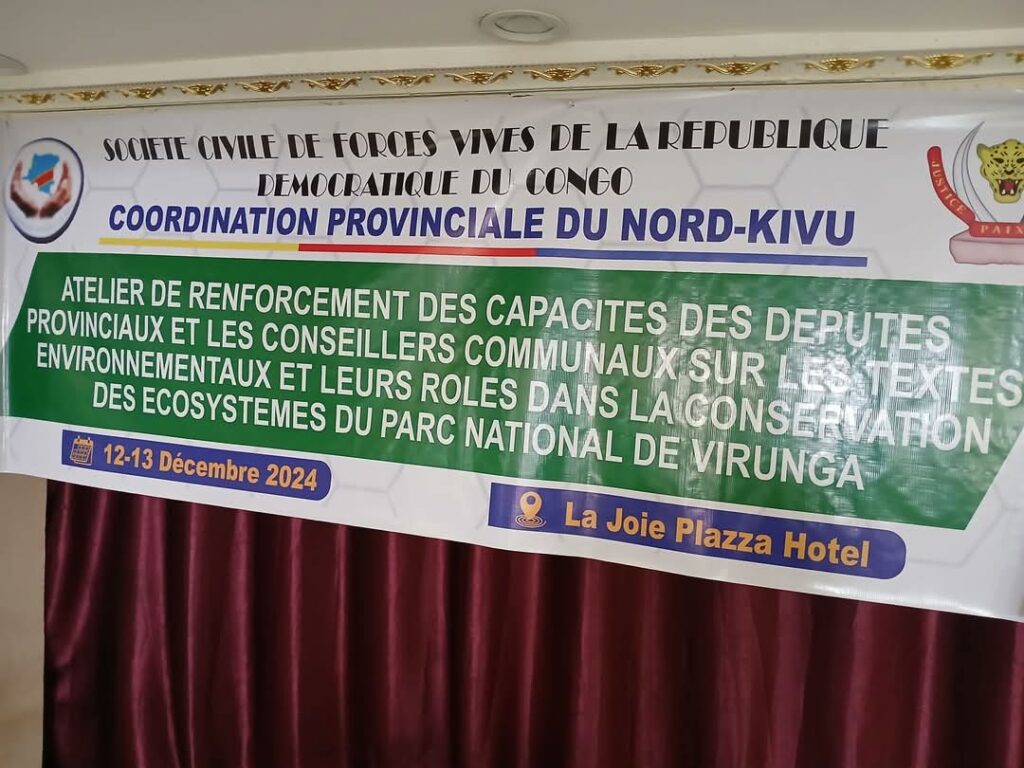 SOCIETE CIVILE DE FORCES VIVES DE LA REPUBLIQUE
DEMOCRATIQUE DU CONGO
COORDINATION PROVINCIALE DU NORD-KIVU
JUSTICE
PAIX
ATELIER DE RENFORCEMENT DES CAPACITES DES DEPUTES
PROVINCIAUX ET LES CONSEILLERS COMMUNAUX SUR LES TEXTES
ENVIRONNEMENTAUX ET LEURS ROLES DANS LA CONSERVATION
DES ECOSYSTEMES DU PARC NATIONAL DE VIRUNGA
12-13 Décembre 2024
La Joie Plazza Hotel